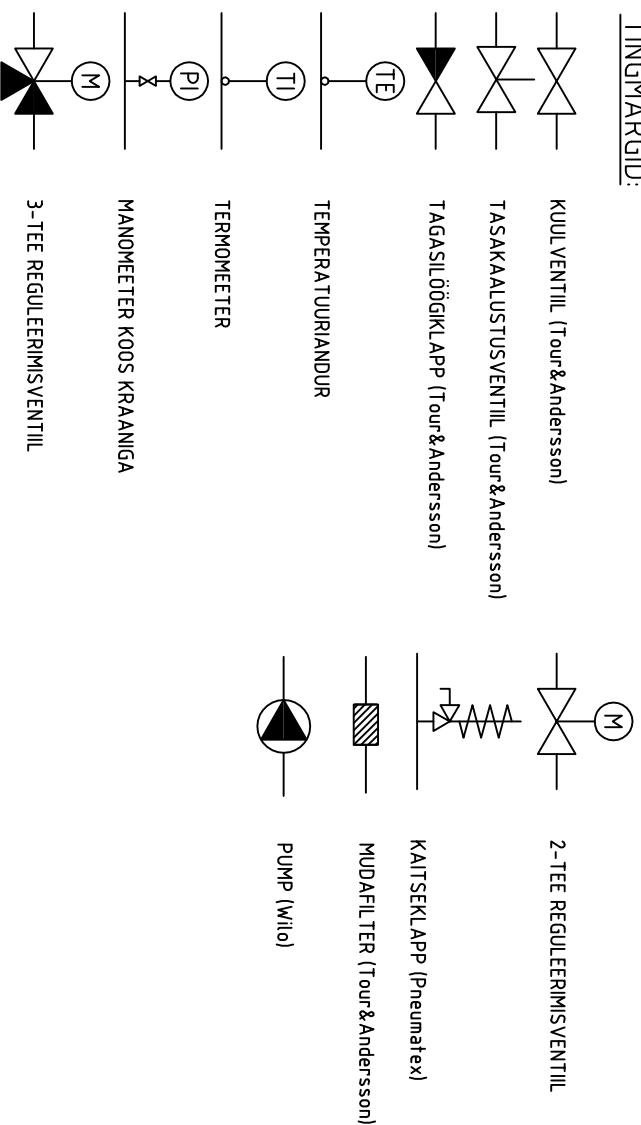 TINGMÄRGID:
KUULVENTIIL (Tour&Andersson)
TASAKAALUSTUSVENTIIL (Tour&Andersson)
TAGASILÖÖGIKLAPP (Tour&Andersson)
TE
TEMPERATUURIANDUR
TI
TERMOMEETER
PI
MANOMEETER KOOS KRAANIGA
M
3-TEE REGULEERIMISVENTIIL
M
2-TEE REGULEERIMISVENTIIL
KAITSEKLAPP (Pneumatex)
MUDAFILTER (Tour&Andersson)
PUMP (Wilo)